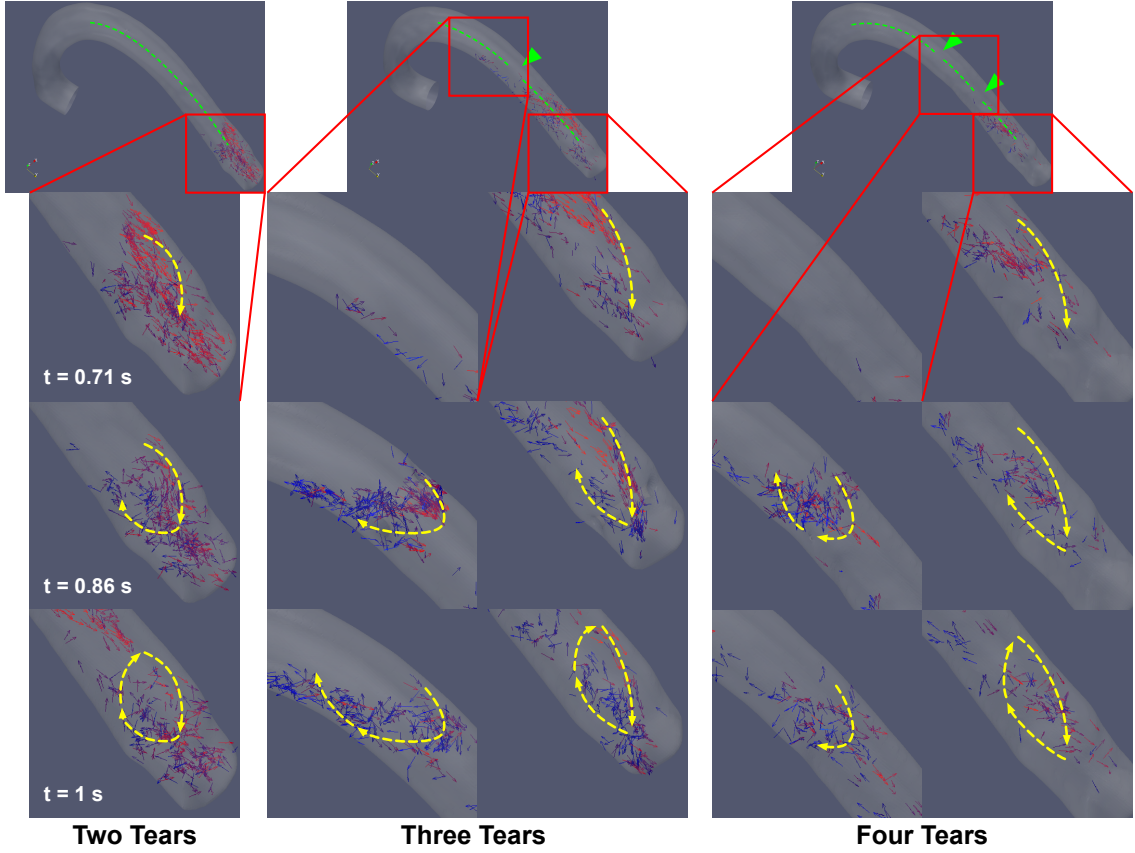 t = 0.71 s
t = 0.86 s
t = 1 s
Two Tears
Three Tears
Four Tears